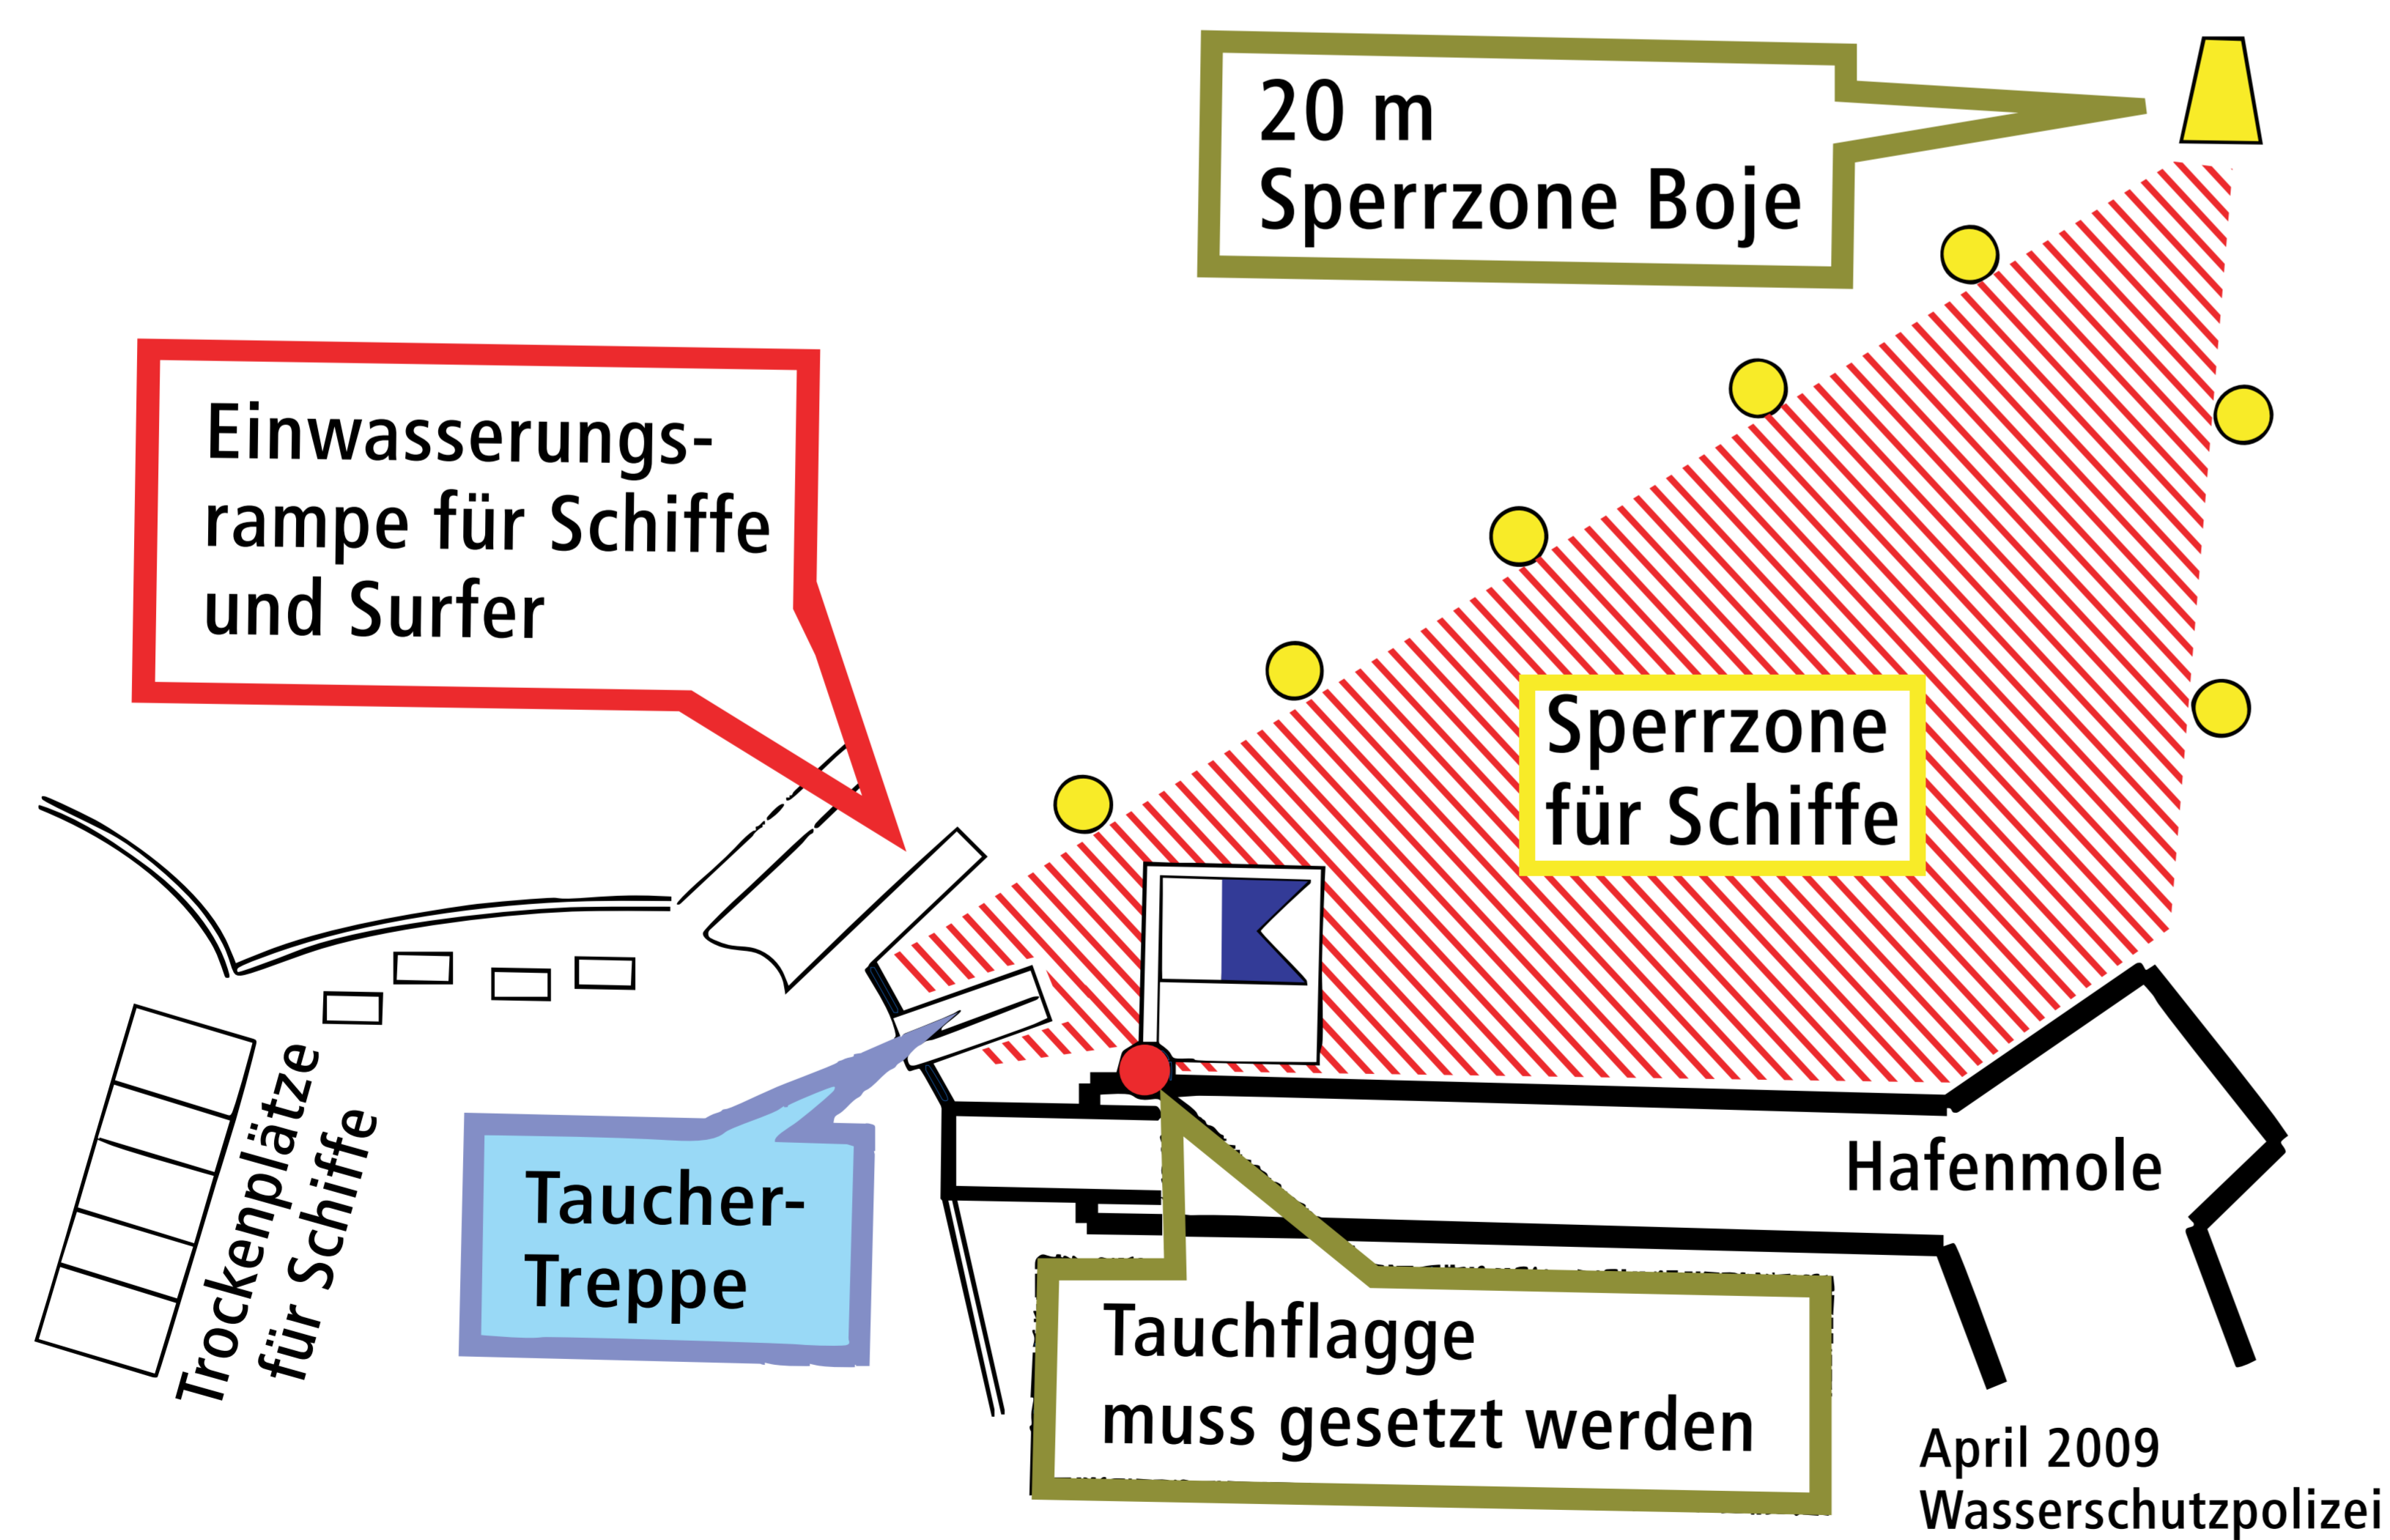 20 m
Sperrzone Boje
Einwasserungs-
rampe für Schiffe
und Surfer
Sperrzone
für Schiffe
Trockenplätze
für Schiffe
Taucher-
Treppe
Hafenmole
Tauchflagge
muss gesetzt werden
April 2009
Wasserschutzpolizei